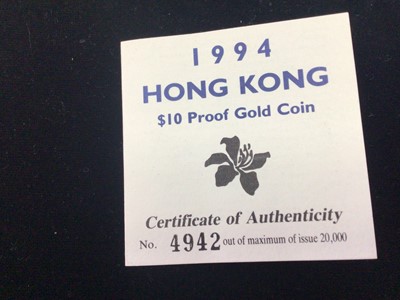 1994
HONG KONG
$10 Proof Gold Coin
Certificate of Authenticity
No. 4942 out of maximum of issue 20,000